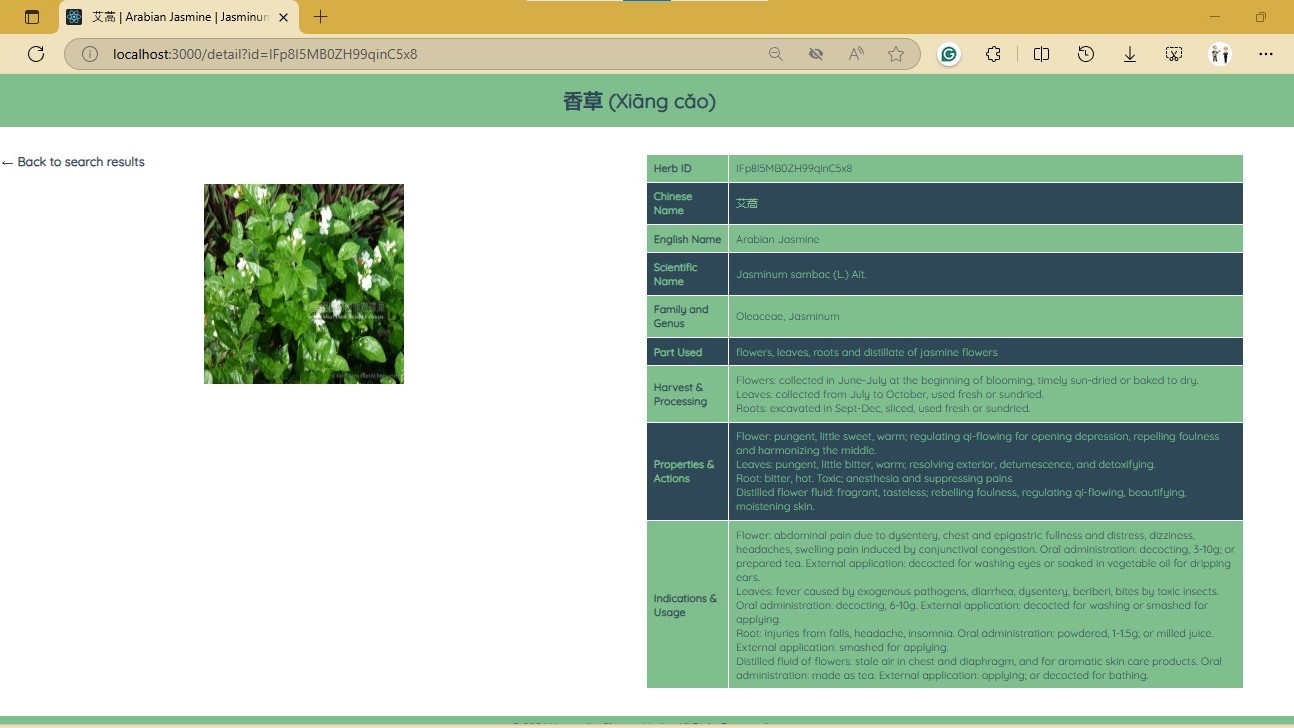 艾蒿 | Arabian Jasmine | Jasminun
localhost:3000/detail?id=IFp8I5MB0ZH99qinC5x8
香草 (Xiāng cǎo)
← Back to search results
Herb ID
IFp8I5MB0ZH99qinC5x8
Chinese
Name
艾蒿
English Name
Arabian Jasmine
Scientific
Name
Jasminum sambac (L.) Ait.
Family and
Genus
Oleaceae, Jasminum
Part Used
flowers, leaves, roots and distillate of jasmine flowers
Harvest &
Processing
Flowers: collected in June-July at the beginning of blooming, timely sun-dried or baked to dry.
Leaves: collected from July to October, used fresh or sundried.
Roots: excavated in Sept-Dec, sliced, used fresh or sundried.
Properties &
Actions
Flower: pungent, little sweet, warm; regulating qi-flowing for opening depression, repelling foulness
and harmonizing the middle.
Leaves: pungent, little bitter, warm; resolving exterior, detumescence, and detoxifying.
Root: bitter, hot. Toxic; anesthesia and suppressing pains
Distilled flower fluid: fragrant, tasteless; rebelling foulness, regulating qi-flowing, beautifying,
moistening skin.
Indications &
Usage
Flower: abdominal pain due to dysentery, chest and epigastric fullness and distress, dizziness,
headaches, swelling pain induced by conjunctival congestion. Oral administration: decocting, 3-10g; or
prepared tea. External application: decocted for washing eyes or soaked in vegetable oil for dripping
ears.
Leaves: fever caused by exogenous pathogens, diarrhea, dysentery, beriberi, bites by toxic insects.
Oral administration: decocting, 6-10g. External application: decocted for washing or smashed for
applying.
Root: injuries from falls, headache, insomnia. Oral administration: powdered, 1-1.5g; or milled juice.
External application: smashed for applying.
Distilled fluid of flowers: stale air in chest and diaphragm, and for aromatic skin care products. Oral
administration: made as tea. External application: applying; or decocted for bathing.